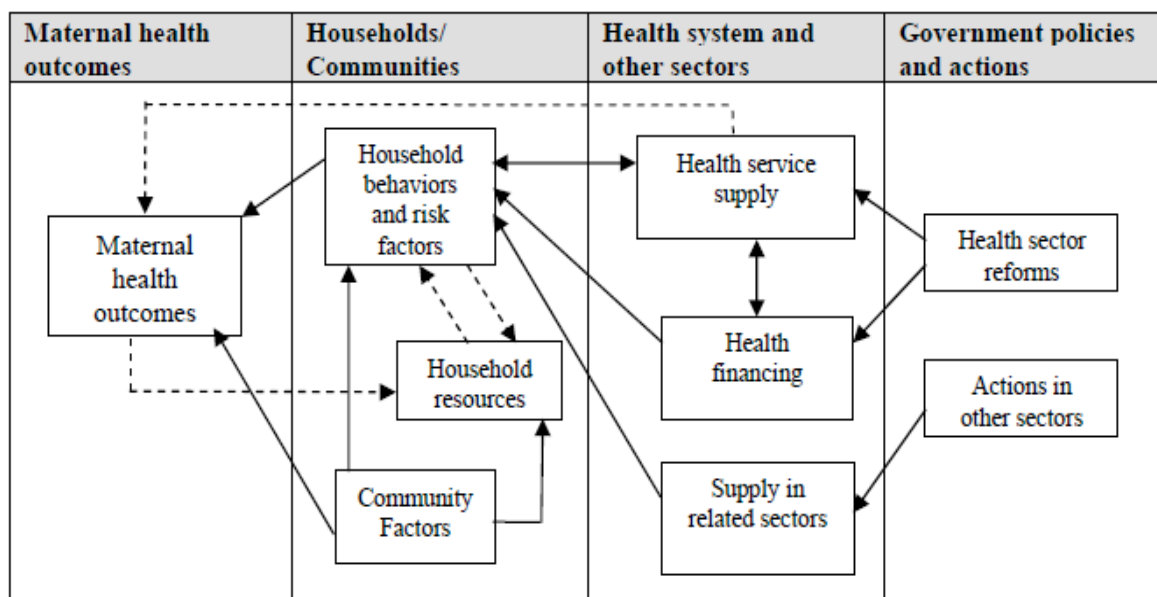 Maternal health
outcomes
Households/
Communities
Health system and
other sectors
Government policies
and actions
Household
behaviors
and risk
factors
Health service
supply
Maternal
health
outcomes
Health sector
reforms
Household
resources
Health
financing
Actions in
other sectors
Community
Factors
Supply in
related sectors